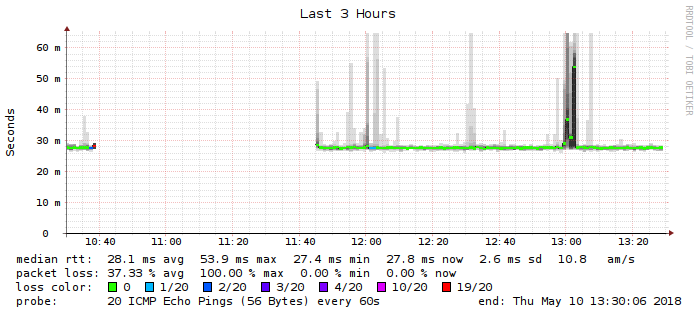 Last 3 Hours
RRDTOOL / TOBI OETIKER
Seconds
60 m
50 m
40 m
30 m
20 m
10 m
0
10:40 11:00 11:20 11:40 12:00 12:20 12:40 13:00 13:20
median rtt: 28.1 ms avg 53.9 ms max 27.4 ms min 27.8 ms now 2.6 ms sd 10.8 am/s
packet loss: 37.33 % avg 100.00 % max 0.00 % min 0.00 % now
loss color: 0 1/20 2/20 3/20 4/20 10/20 19/20
probe: 20 ICMP Echo Pings (56 Bytes) every 60s end: Thu May 10 13:30:06 2018